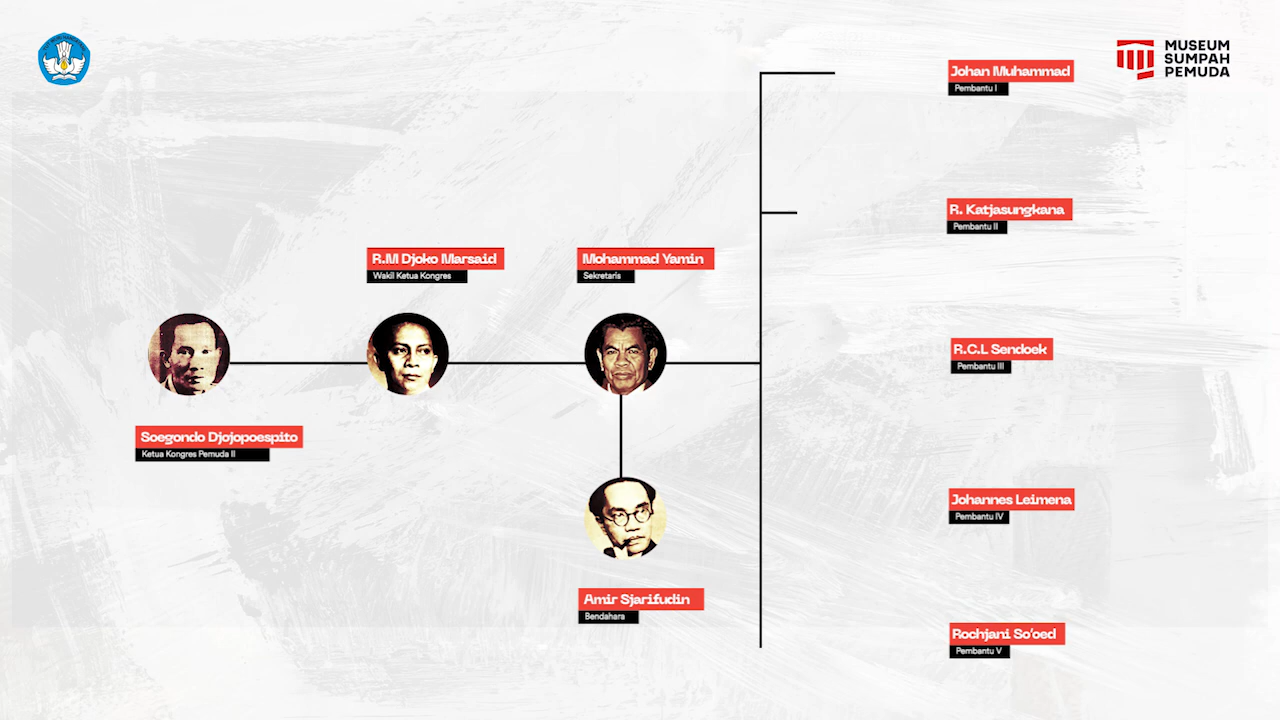 MUSEUM
SUMPAH
PEMUDA
Johan Muhammad
Pembantu I
R. Katjasungkana
Pembantu II
R.M Djoko Marsaid
Wakil Ketua Kongres
Mohammad Yamin
Sekretaris
R.C.L Sendoek
Pembantu III
Soegondo Djojopoespito
Ketua Kongres Pemuda II
Johannes Leimena
Pembantu IV
Amir Sjarifudin
Bendahara
Rochjani So'oed
Pembantu V